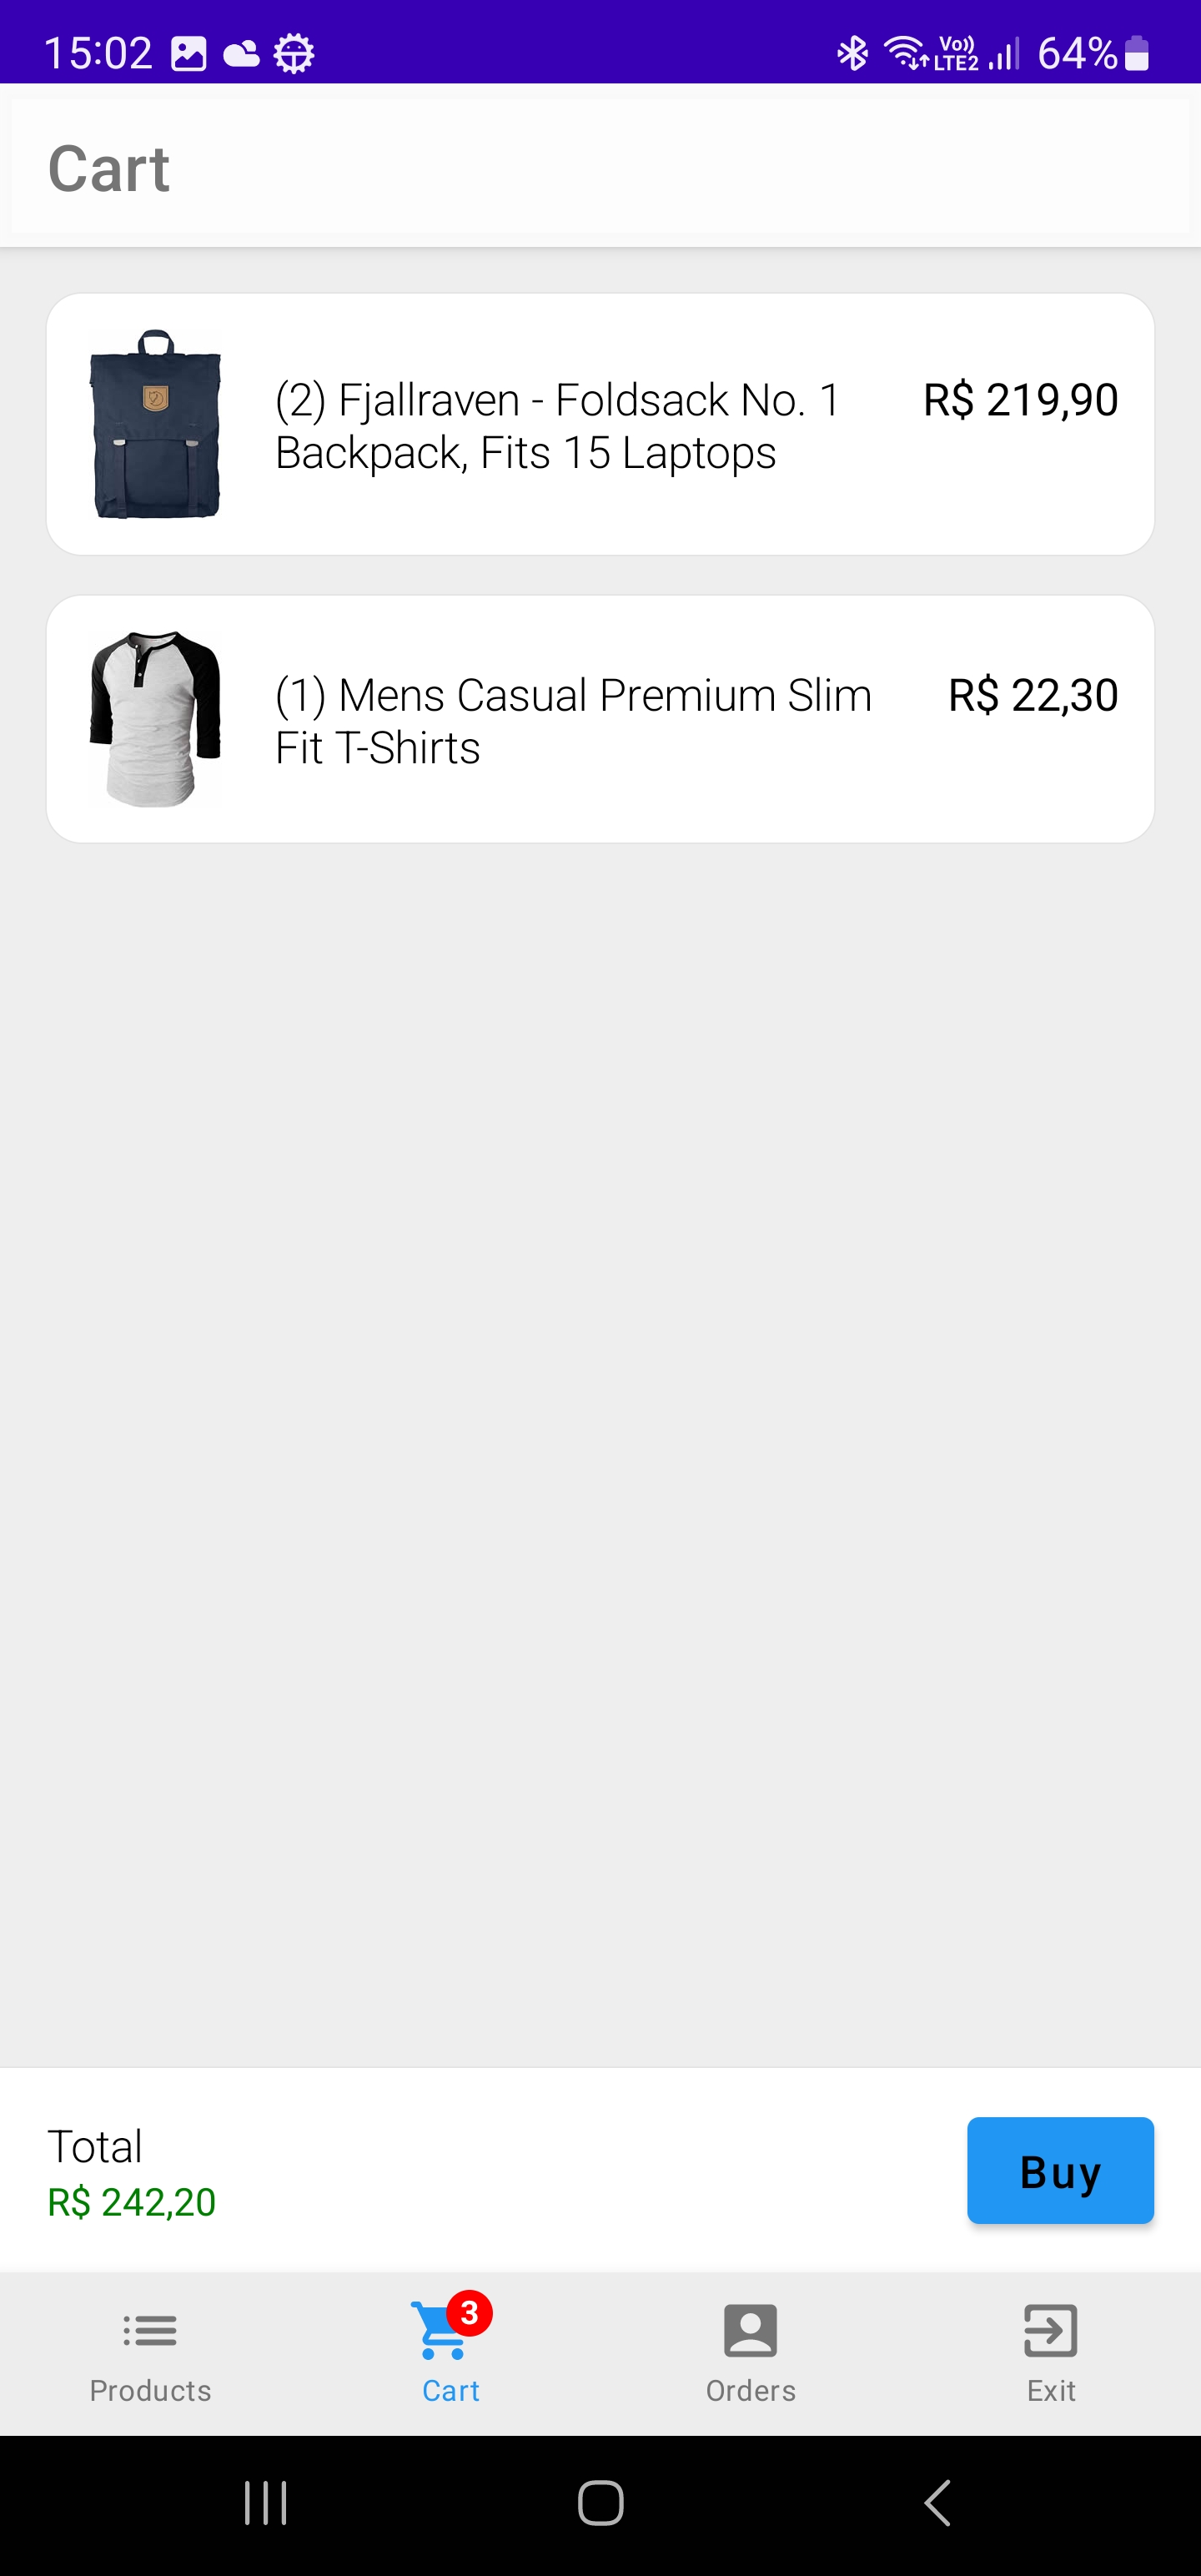 15:02
Vo))
LTE2
64%
Cart
(2) Fjallraven - Foldsack No. 1
Backpack, Fits 15 Laptops
R$ 219,90
(1) Mens Casual Premium Slim
Fit T-Shirts
R$ 22,30
Total
R$ 242,20
Buy
3
Products
Cart
Orders
Exit